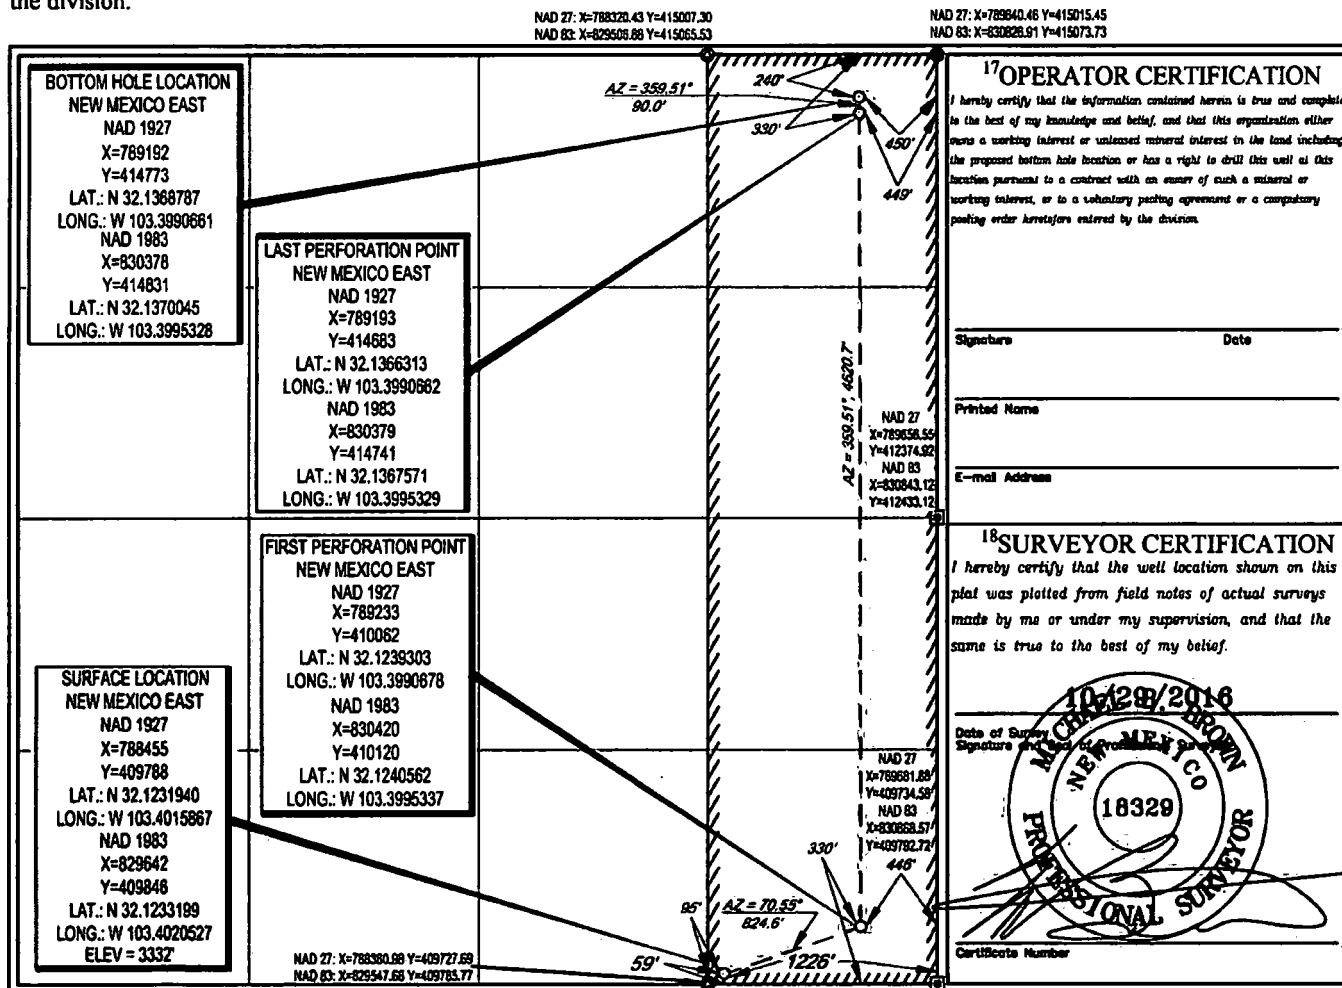 the division.
NAD 27: X=788320.43 Y=415007.30
NAD 83: X=829506.88 Y=415065.53
NAD 27: X=789640.46 Y=415015.45
NAD 83: X=830826.91 Y=415073.73
BOTTOM HOLE LOCATION
NEW MEXICO EAST
NAD 1927
X=789192
Y=414773
LAT.: N 32.1368787
LONG.: W 103.3990661
NAD 1983
X=830378
Y=414831
LAT.: N 32.1370045
LONG.: W 103.3995328
LAST PERFORATION POINT
NEW MEXICO EAST
NAD 1927
X=789193
Y=414683
LAT.: N 32.1366313
LONG.: W 103.3990662
NAD 1983
X=830379
Y=414741
LAT.: N 32.1367571
LONG.: W 103.3995329
FIRST PERFORATION POINT
NEW MEXICO EAST
NAD 1927
X=789233
Y=410062
LAT.: N 32.1239303
LONG.: W 103.3990678
NAD 1983
X=830420
Y=410120
LAT.: N 32.1240562
LONG.: W 103.3995337
SURFACE LOCATION
NEW MEXICO EAST
NAD 1927
X=788455
Y=409788
LAT.: N 32.1231940
LONG.: W 103.4015867
NAD 1983
X=829642
Y=409846
LAT.: N 32.1233199
LONG.: W 103.4020527
ELEV = 3332'
AZ = 359.51°
90.0'
240'
330'
450'
449'
AZ = 359.51°, 4620.7'
NAD 27
X=789656.55
Y=412374.92
NAD 83
X=830843.12
Y=412433.12
NAD 27
X=789681.88
Y=409734.58
NAD 83
X=830868.57
Y=409792.72
330'
446'
95'
AZ = 70.55°
824.6'
59'
1226'
NAD 27: X=788360.98 Y=409727.69
NAD 83: X=829547.66 Y=409785.77
17OPERATOR CERTIFICATION
I hereby certify that the information contained herein is true and complete
to the best of my knowledge and belief, and that this organization either
owns a working interest or unleased mineral interest in the land including
the proposed bottom hole location or has a right to drill this well at this
location pursuant to a contract with an owner of such a mineral or
working interest, or to a voluntary pooling agreement or a compulsory
pooling order heretofore entered by the division.
Signature Date
Printed Name
E-mail Address
18SURVEYOR CERTIFICATION
I hereby certify that the well location shown on this
plat was plotted from field notes of actual surveys
made by me or under my supervision, and that the
same is true to the best of my belief.
10/29/2016
Date of Survey
Signature and Seal of Professional Surveyor
MICHAEL B. BROWN
NEW MEXICO
18329
PROFESSIONAL SURVEYOR
Certificate Number